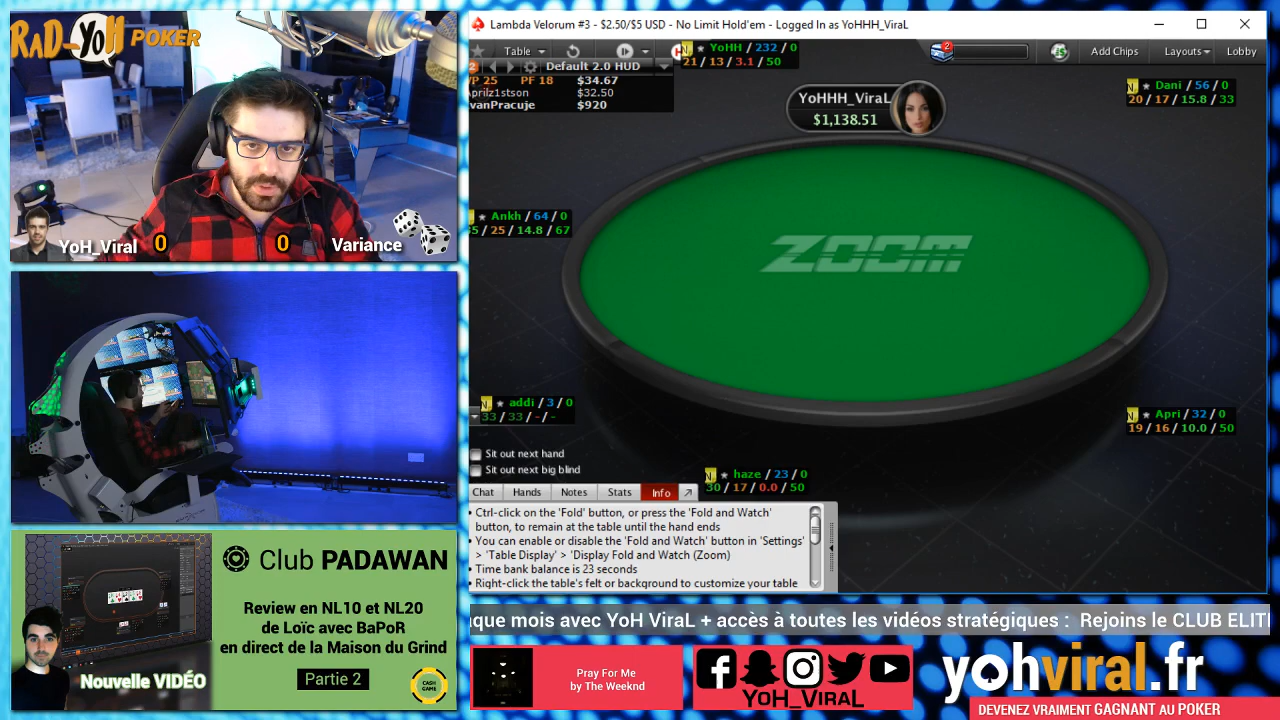 RAD-YoH POKER
YoH_Viral 0 0 Variance
Club PADAWAN
Review en NL10 et NL20
de Loïc avec BaPoR
en direct de la Maison du Grind
Partie 2
Nouvelle VIDÉO
CASH GAME
Lambda Velorum #3 - $2.50/$5 USD - No Limit Hold'em - Logged In as YoHHH_ViraL
Table
2
Add Chips Layouts Lobby
YoHH / 232 / 0
21 / 13 / 3.1 / 50
Default 2.0 HUD
25 PF 18 $34.67
Aprilz1stson $32.50
vanPracuje $920
YoHHH_ViraL
$1,138.51
Dani / 56 / 0
20 / 17 / 15.8 / 33
Ankh / 64 / 0
/ 25 / 14.8 / 67
ZOOM
addi / 3 / 0
33 / 33 / - / -
Apri / 32 / 0
19 / 16 / 10.0 / 50
Sit out next hand
Sit out next big blind
haze / 23 / 0
30 / 17 / 0.0 / 50
Chat Hands Notes Stats Info
• Ctrl-click on the 'Fold' button, or press the 'Fold and Watch'
button, to remain at the table until the hand ends
• You can enable or disable the 'Fold and Watch' button in 'Settings'
> 'Table Display' > 'Display Fold and Watch (Zoom)
• Time bank balance is 23 seconds
• Right-click the table's felt or background to customize your table
que mois avec YoH ViraL + accès à toutes les vidéos stratégiques : Rejoins le CLUB ELIT
Pray For Me
by The Weeknd
YoH_ViraL
yohviral.fr
DEVENEZ VRAIMENT GAGNANT AU POKER